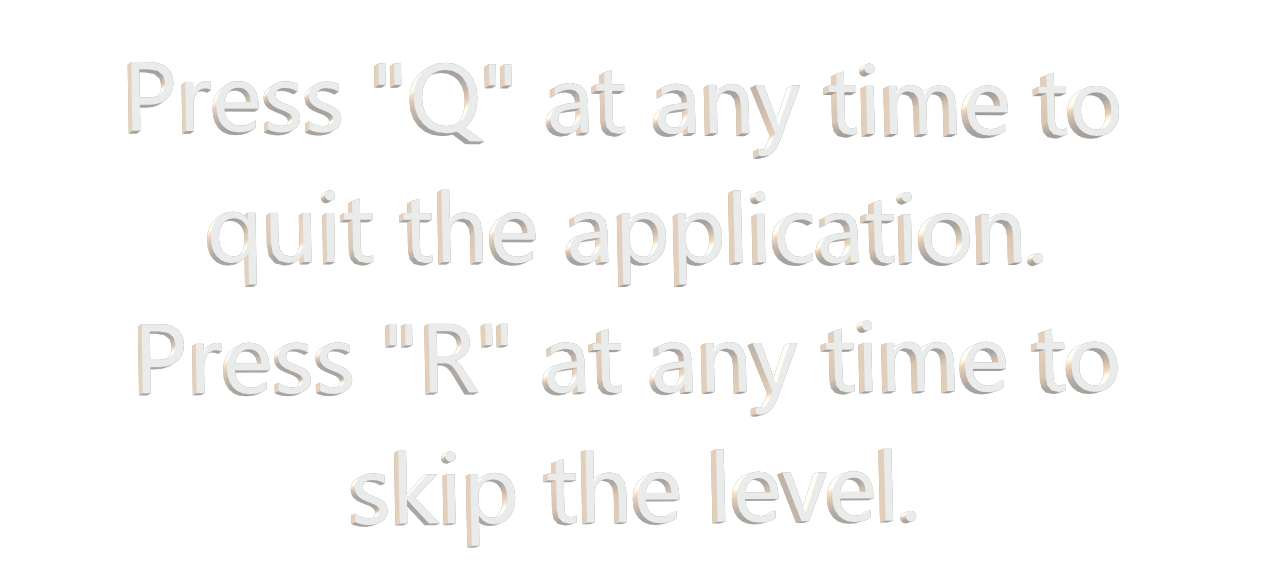 Press "Q" at any time to
quit the application.
Press "R" at any time to
skip the level.